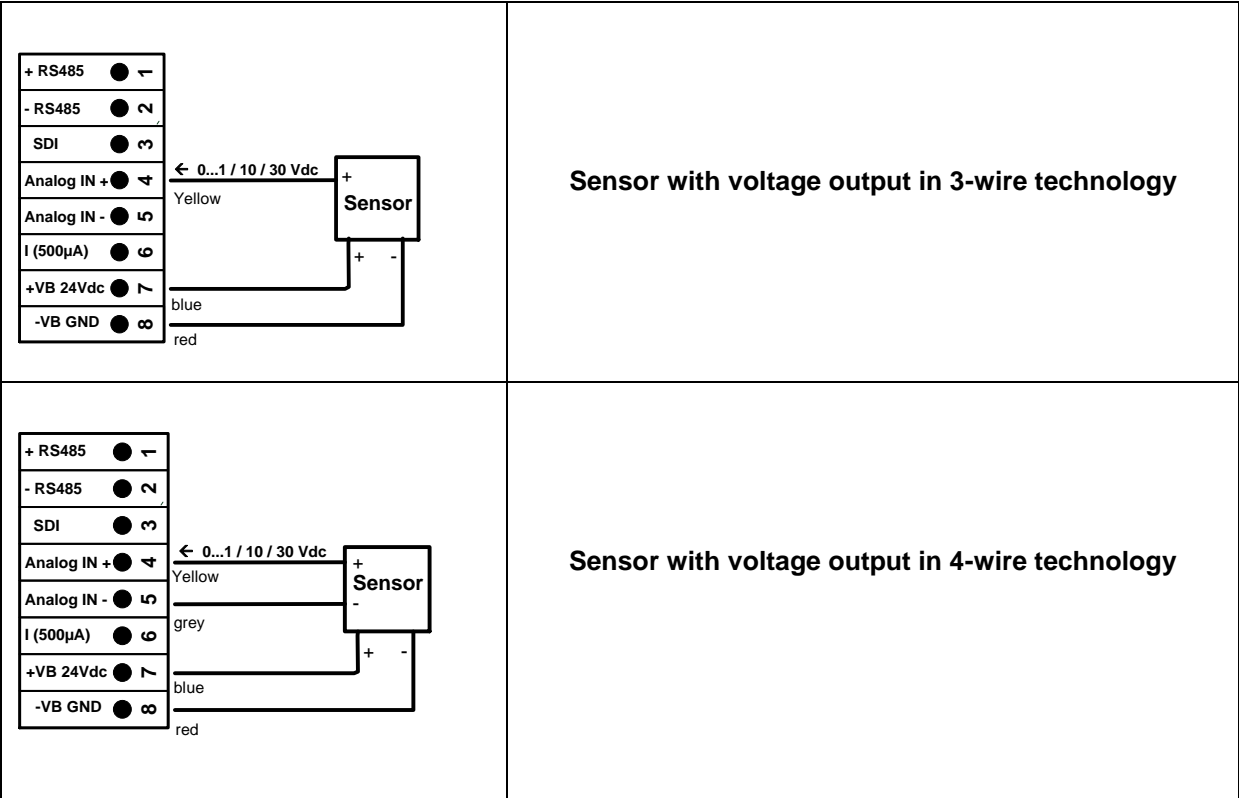 + RS485 1
- RS485 2
SDI 3
Analog IN + 4
Analog IN - 5
I (500µA) 6
+VB 24Vdc 7
-VB GND 8
← 0...1 / 10 / 30 Vdc
Yellow
+
Sensor
+ -
blue
red
Sensor with voltage output in 3-wire technology
+ RS485 1
- RS485 2
SDI 3
Analog IN + 4
Analog IN - 5
I (500µA) 6
+VB 24Vdc 7
-VB GND 8
← 0...1 / 10 / 30 Vdc
Yellow
+
Sensor
-
grey
+ -
blue
red
Sensor with voltage output in 4-wire technology